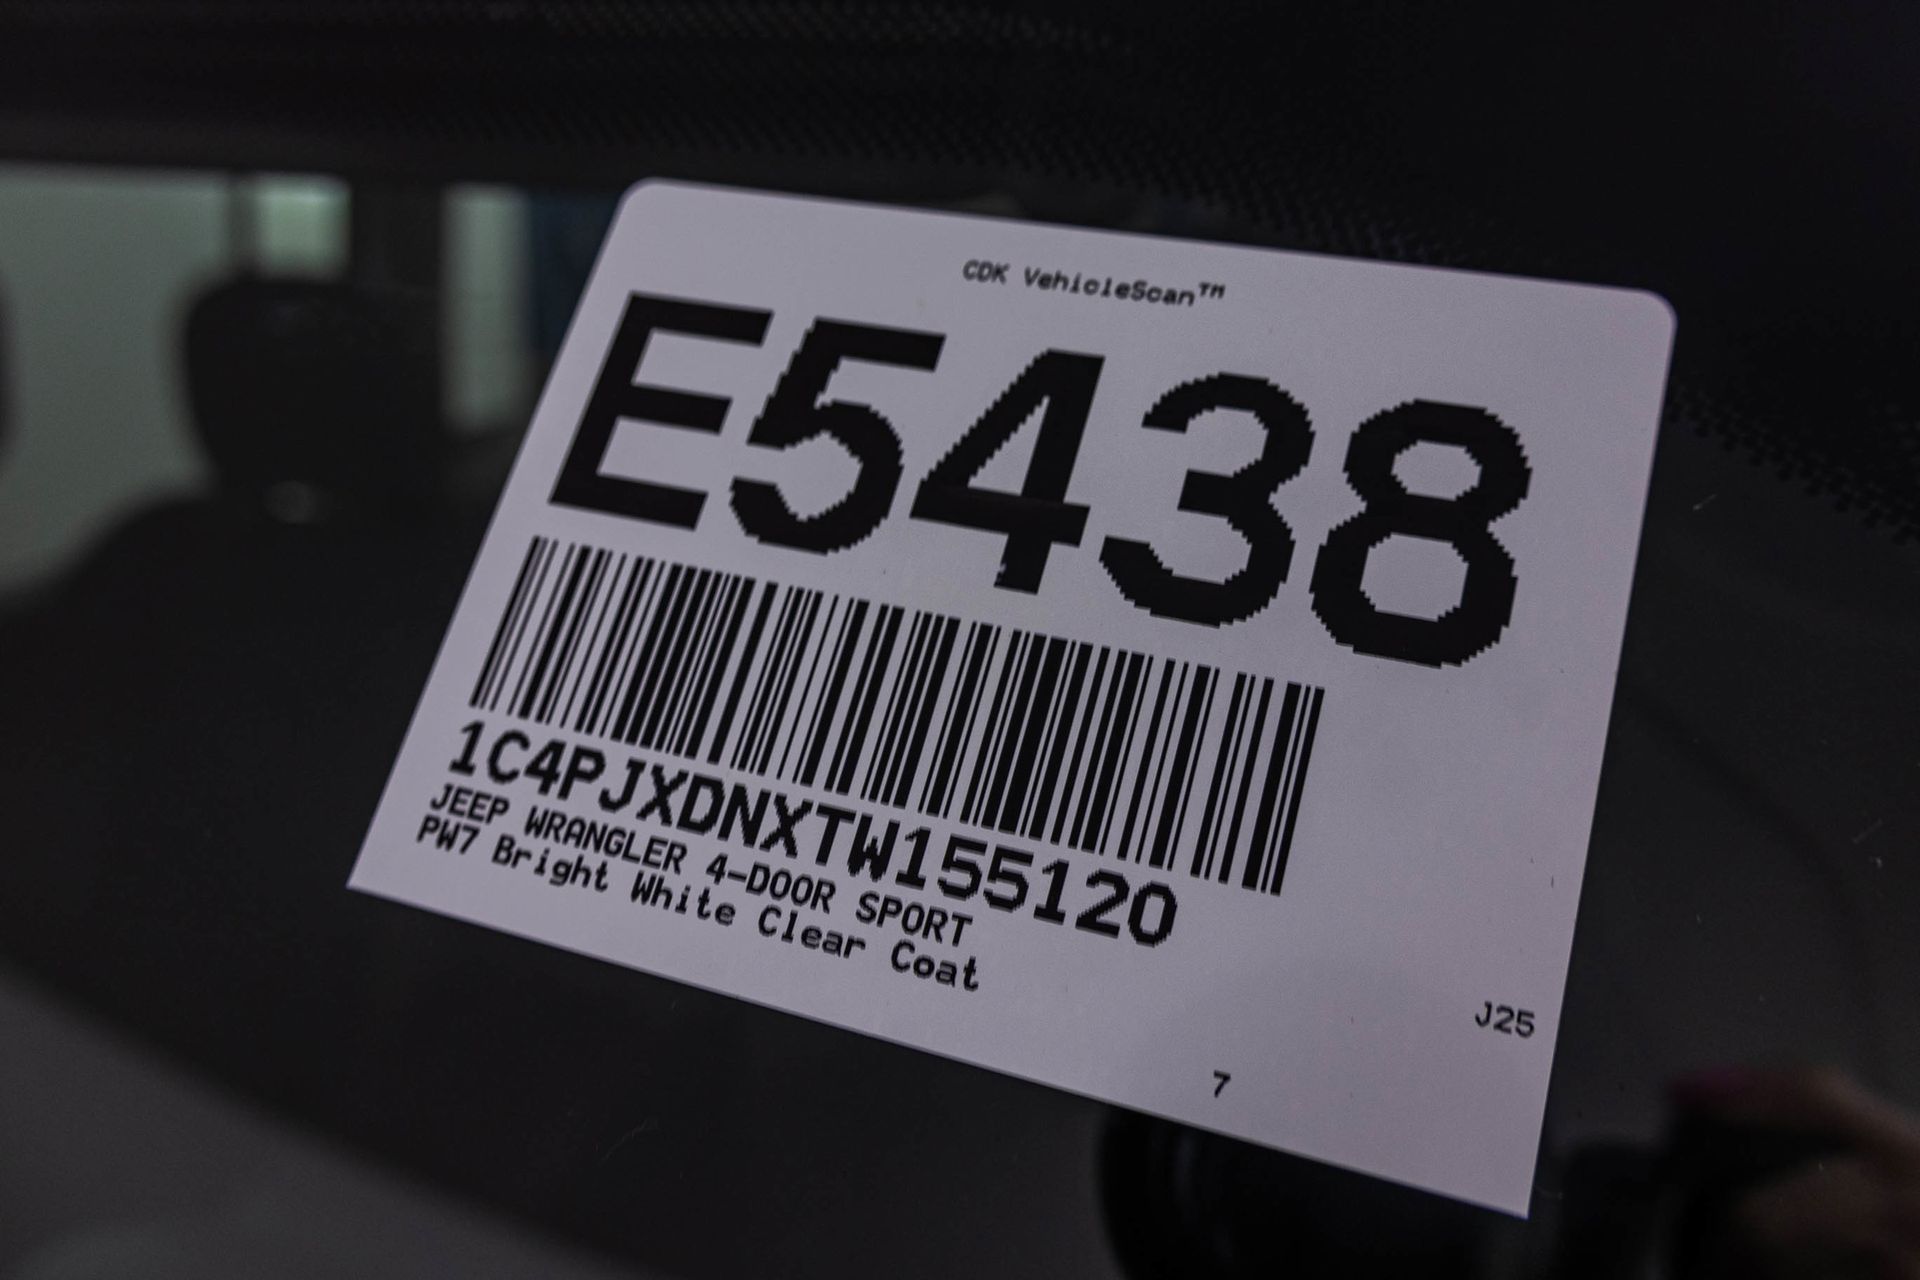 CDK VehicleScan™
E5438
1C4PJXDNXTW155120
JEEP WRANGLER 4-DOOR SPORT
PW7 Bright White Clear Coat
J25
7